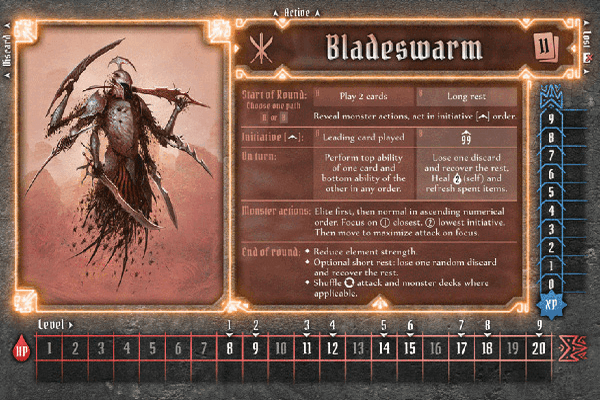 Active
Discard
Lost
Bladeswarm
11
Start of Round:
Choose one path
or
Play 2 cards
Long rest
Reveal monster actions, act in initiative [ ] order.
Initiative [ ]:
Leading card played
99
On turn:
Perform top ability
of one card and
bottom ability of the
other in any order.
Lose one discard
and recover the rest.
Heal 2 (self) and
refresh spent items.
Monster actions: Elite first, then normal in ascending numerical
order. Focus on ① closest, ② lowest initiative.
Then move to maximize attack on focus.
End of round:
• Reduce element strength.
• Optional short rest: lose one random discard
and recover the rest.
• Shuffle attack and monster decks where
applicable.
9
8
7
6
5
4
3
2
1
0
XP
Level 1 2 3 4 5 6 7 8 9
HP 1 2 3 4 5 6 7 8 9 10 11 12 13 14 15 16 17 18 19 20